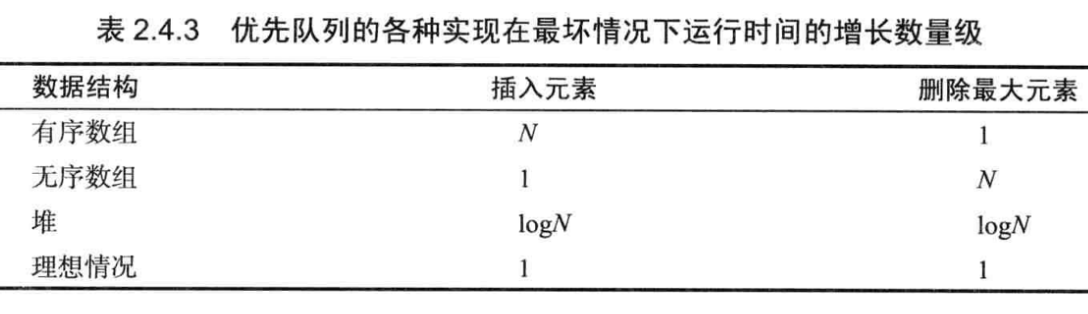 表 2.4.3 优先队列的各种实现在最坏情况下运行时间的增长数量级
数据结构 插入元素 删除最大元素
有序数组 N 1
无序数组 1 N
堆 logN logN
理想情况 1 1